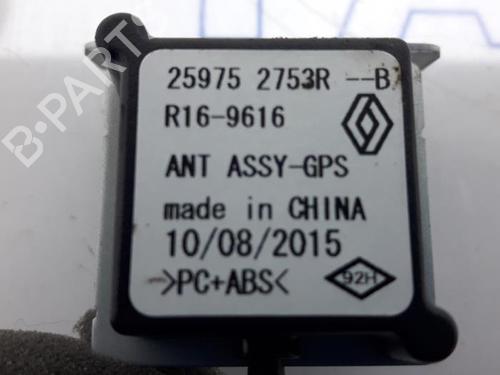 25975 2753R --B
R16-9616
ANT ASSY-GPS
made in CHINA
10/08/2015
>PC+ABS<
92H
B-PARTS